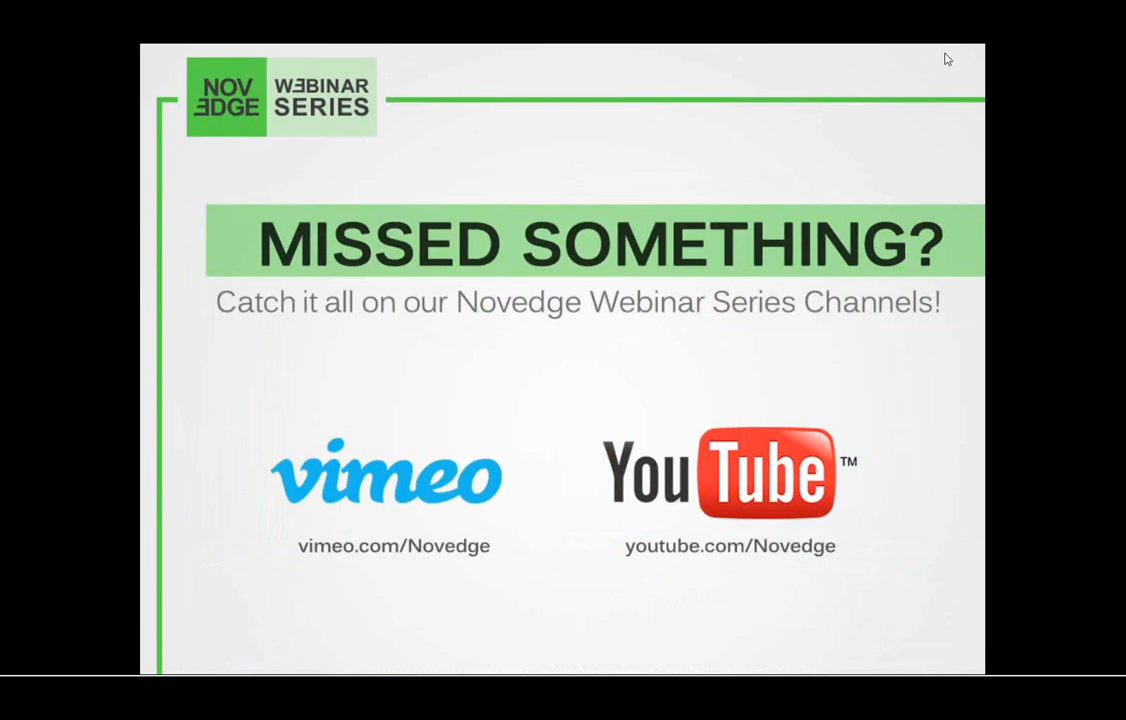 NOV
EDGE
WEBINAR
SERIES
MISSED SOMETHING?
Catch it all on our Novedge Webinar Series Channels!
vimeo
YouTube™
vimeo.com/Novedge
youtube.com/Novedge